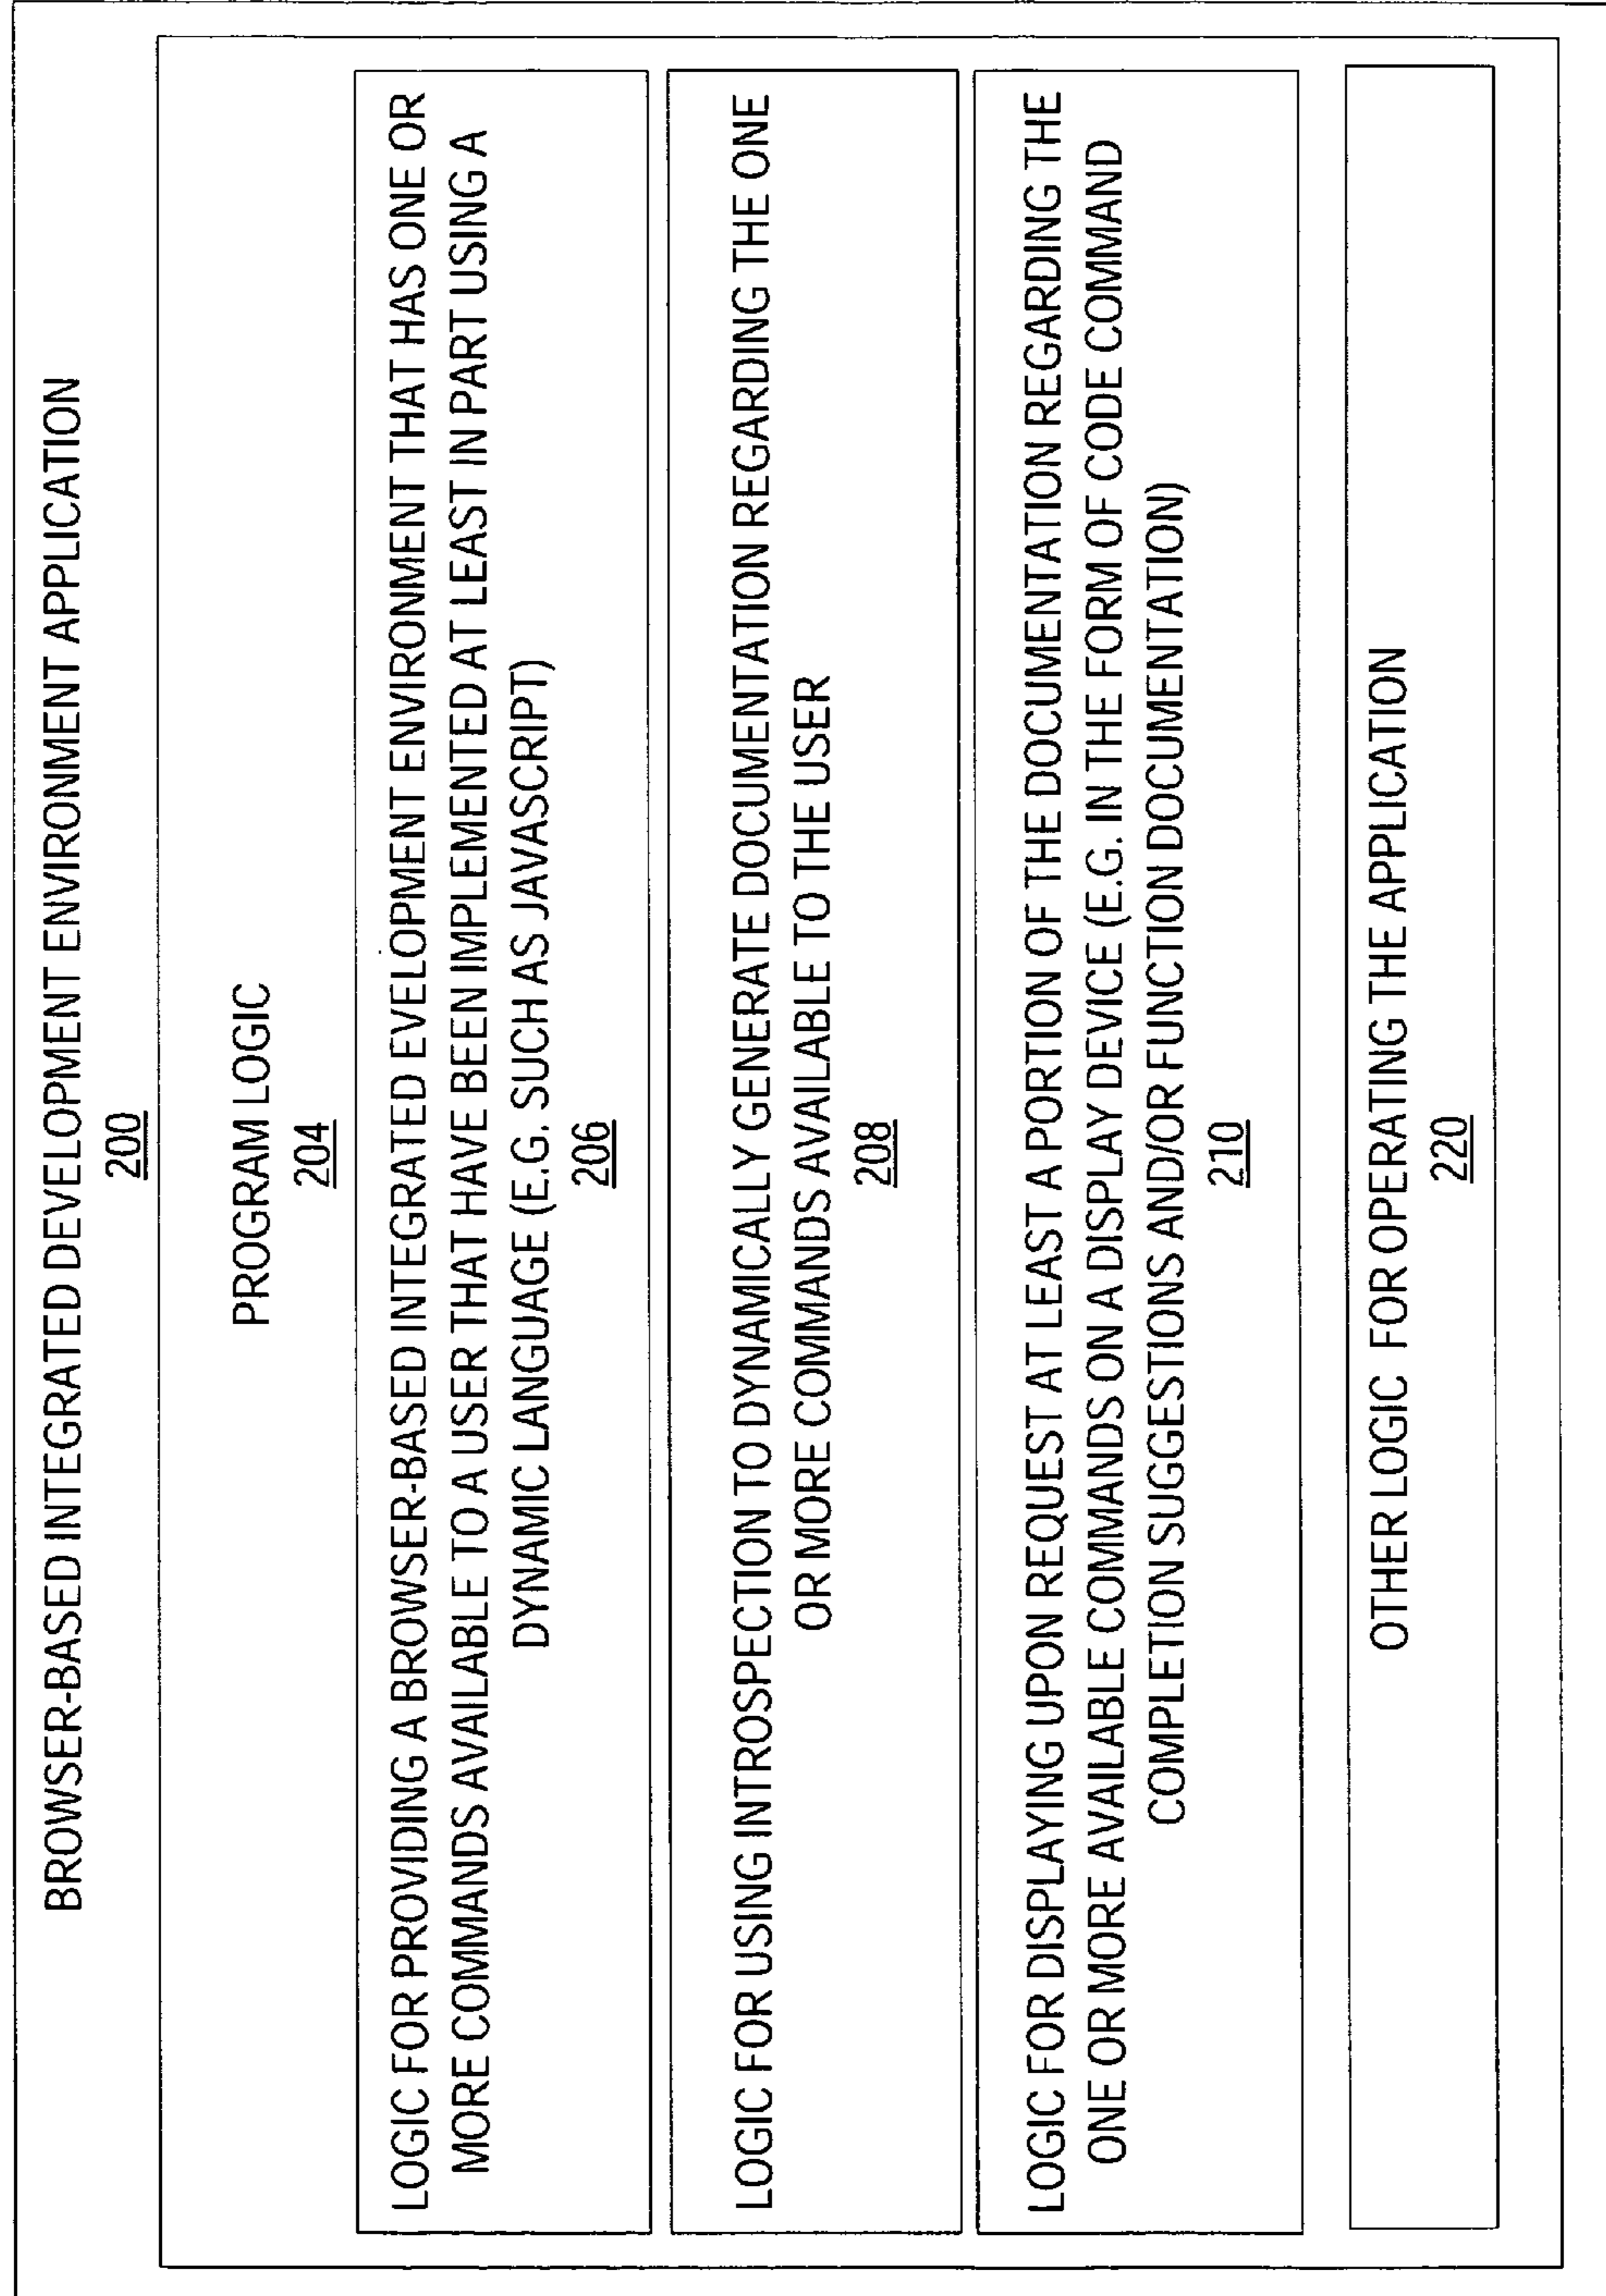 BROWSER-BASED INTEGRATED DEVELOPMENT ENVIRONMENT APPLICATION
200
PROGRAM LOGIC
204
LOGIC FOR PROVIDING A BROWSER-BASED INTEGRATED DEVELOPMENT ENVIRONMENT THAT HAS ONE OR
MORE COMMANDS AVAILABLE TO A USER THAT HAVE BEEN IMPLEMENTED AT LEAST IN PART USING A
DYNAMIC LANGUAGE (E.G. SUCH AS JAVASCRIPT)
206
LOGIC FOR USING INTROSPECTION TO DYNAMICALLY GENERATE DOCUMENTATION REGARDING THE ONE
OR MORE COMMANDS AVAILABLE TO THE USER
208
LOGIC FOR DISPLAYING UPON REQUEST AT LEAST A PORTION OF THE DOCUMENTATION REGARDING THE
ONE OR MORE AVAILABLE COMMANDS ON A DISPLAY DEVICE (E.G. IN THE FORM OF CODE COMMAND
COMPLETION SUGGESTIONS AND/OR FUNCTION DOCUMENTATION)
210
OTHER LOGIC FOR OPERATING THE APPLICATION
220